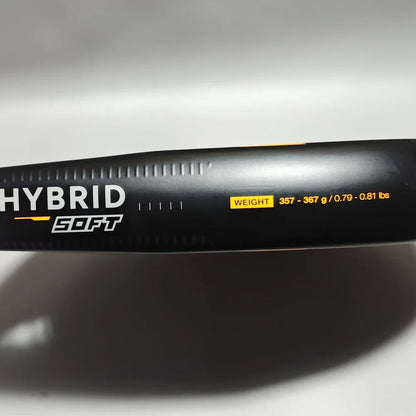 HYBRID
SOFT
WEIGHT 357 - 367 g / 0.79 - 0.81 lbs